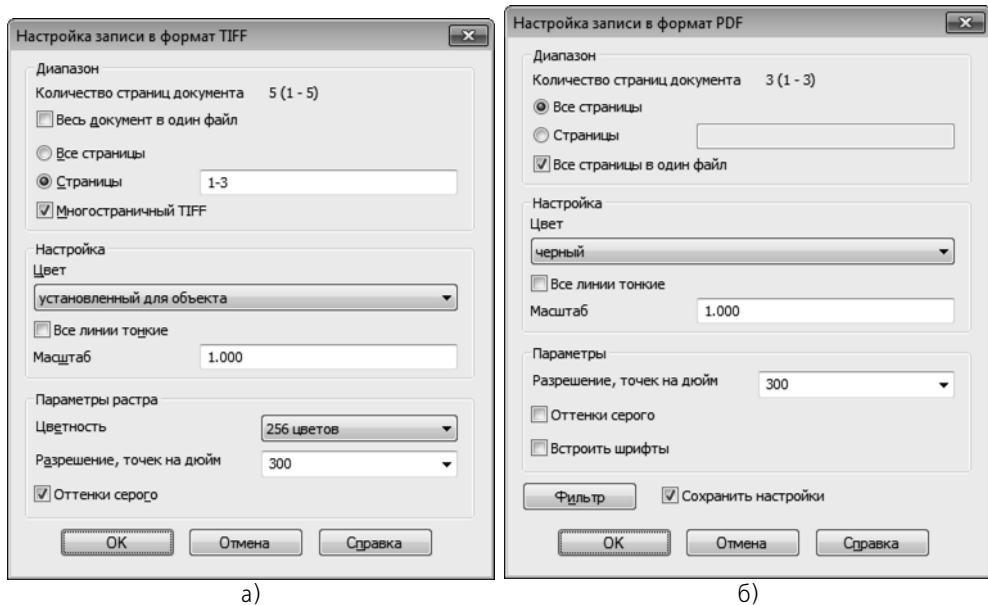 Настройка записи в формат TIFF
Диапазон
Количество страниц документа 5 (1 - 5)
Весь документ в один файл
Все страницы
Страницы 1-3
Многостраничный TIFF
Настройка
Цвет
установленный для объекта
Все линии тонкие
Масштаб 1.000
Параметры растра
Цветность 256 цветов
Разрешение, точек на дюйм 300
Оттенки серого
ОК Отмена Справка
а)
Настройка записи в формат PDF
Диапазон
Количество страниц документа 3 (1 - 3)
Все страницы
Страницы
Все страницы в один файл
Настройка
Цвет
черный
Все линии тонкие
Масштаб 1.000
Параметры
Разрешение, точек на дюйм 300
Оттенки серого
Встроить шрифты
Фильтр Сохранить настройки
ОК Отмена Справка
б)